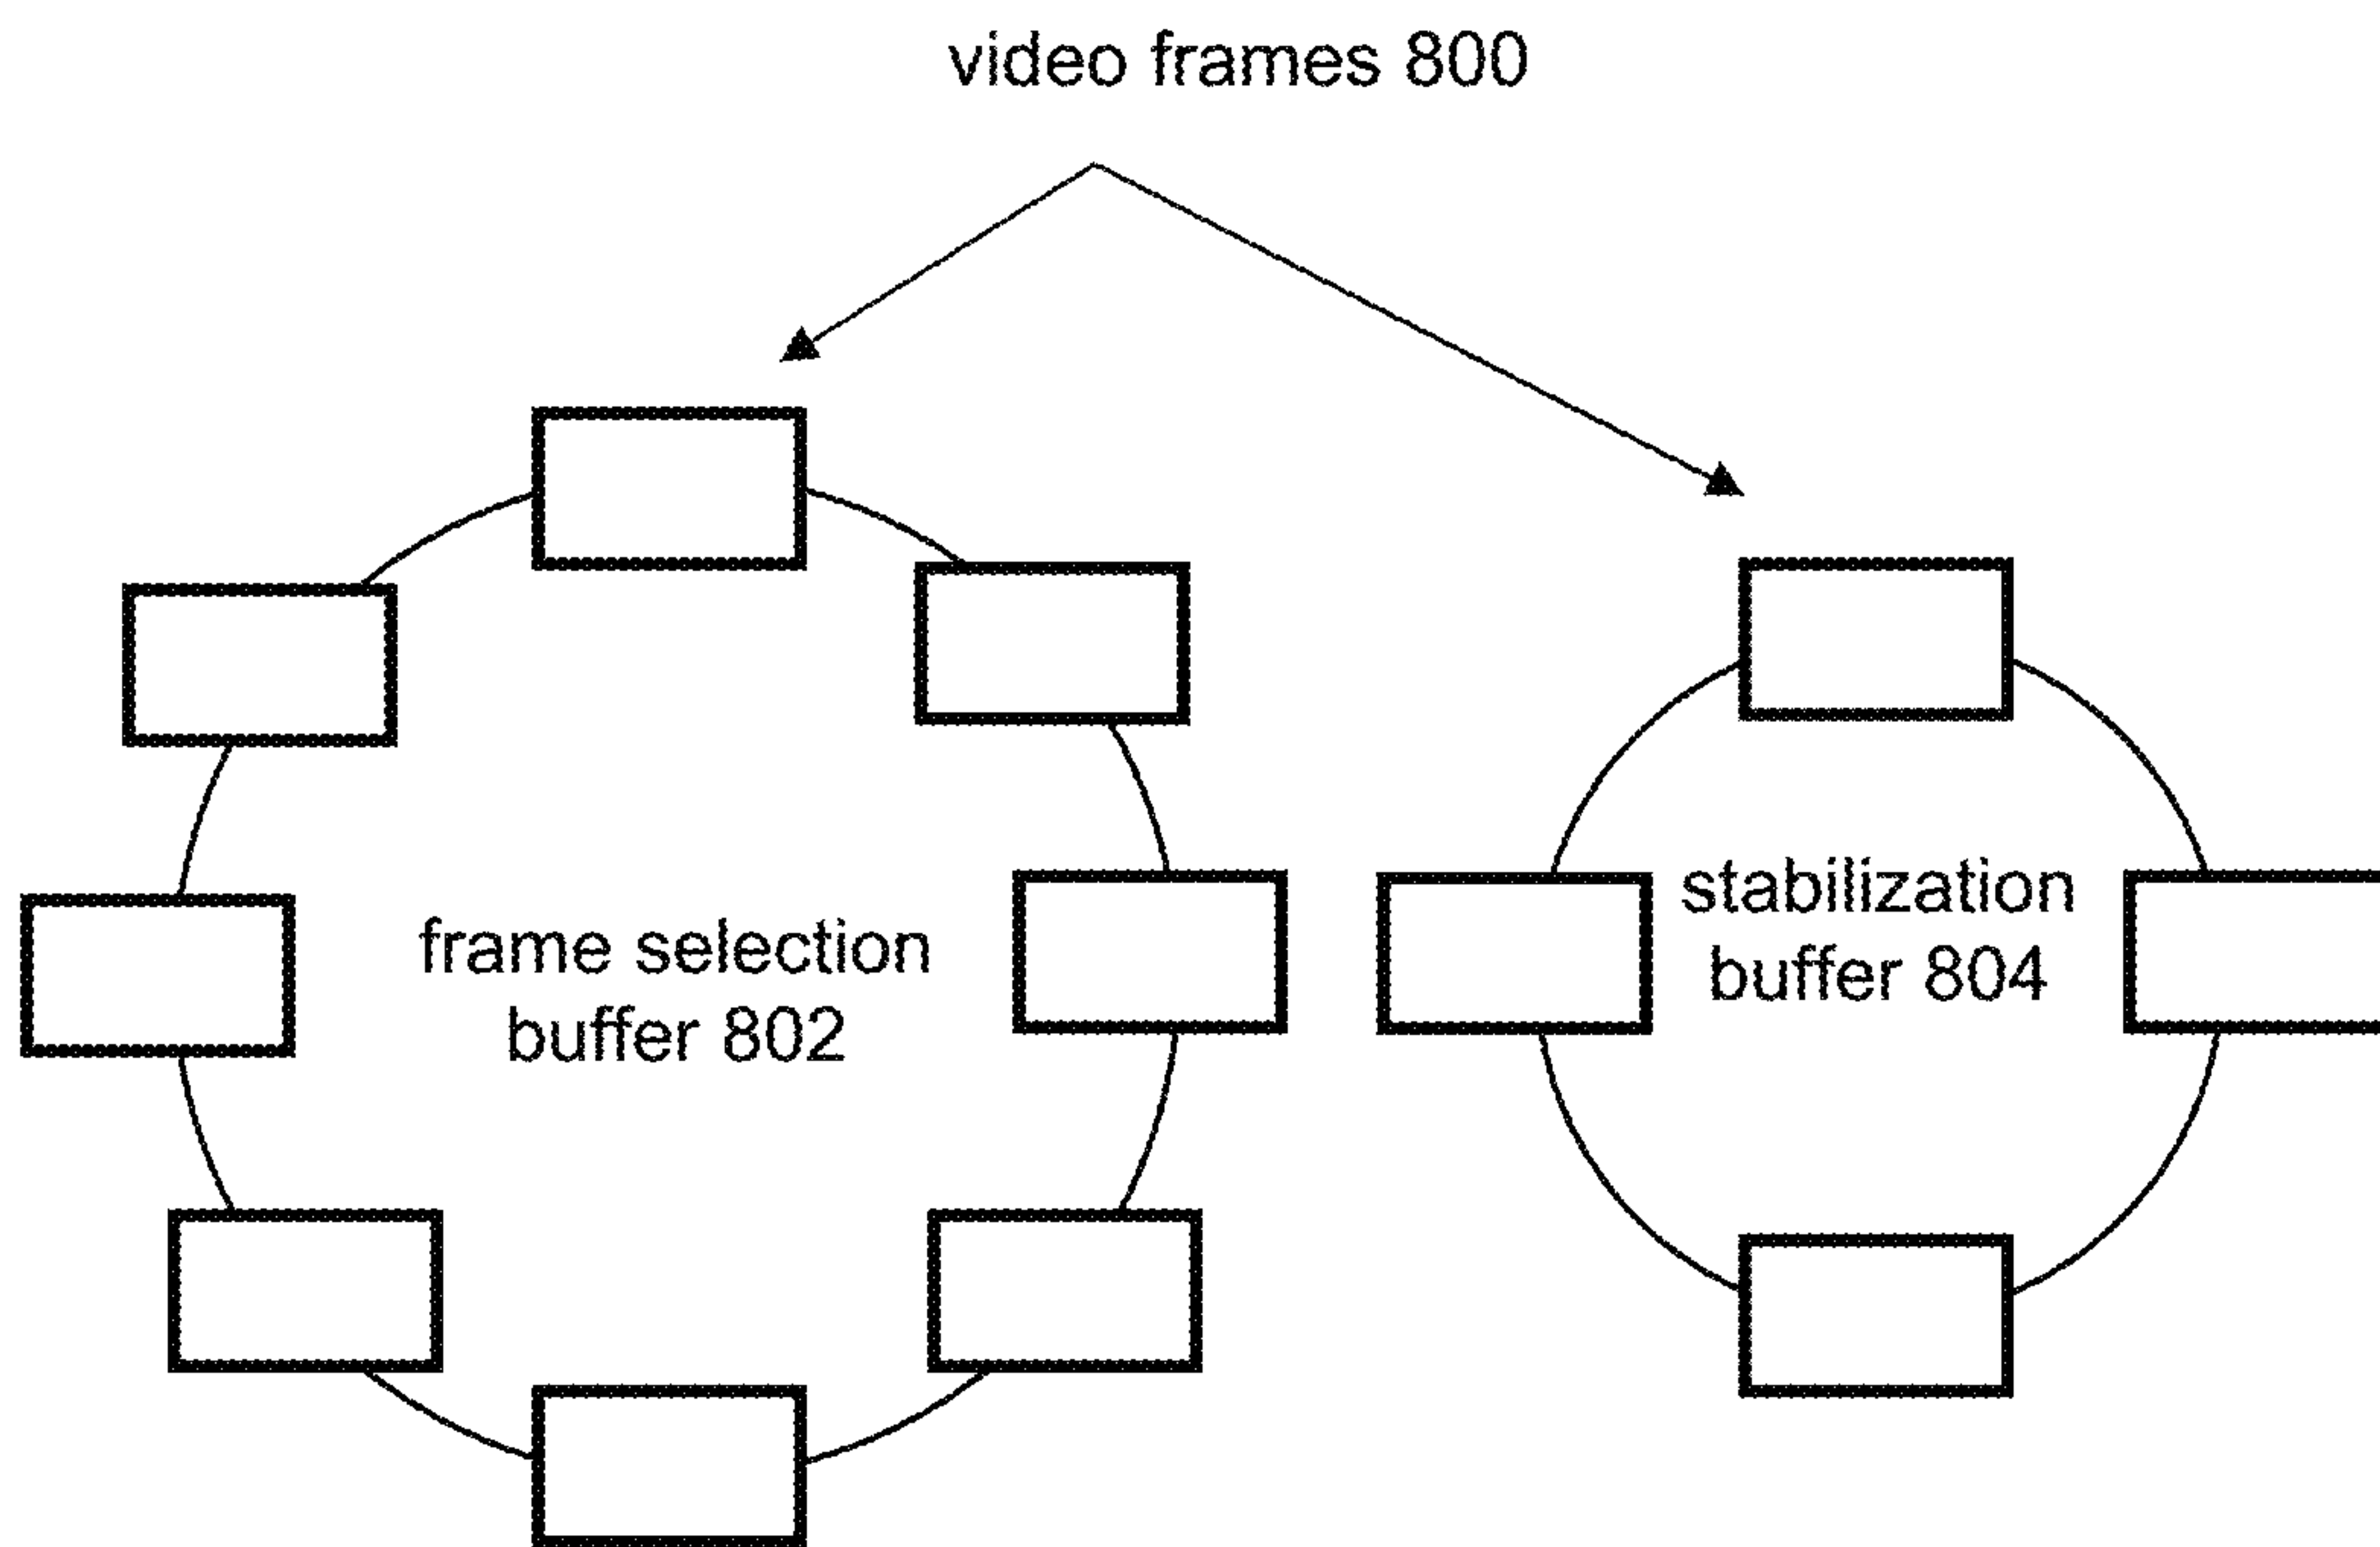 video frames 800
frame selection
buffer 802
stabilization
buffer 804